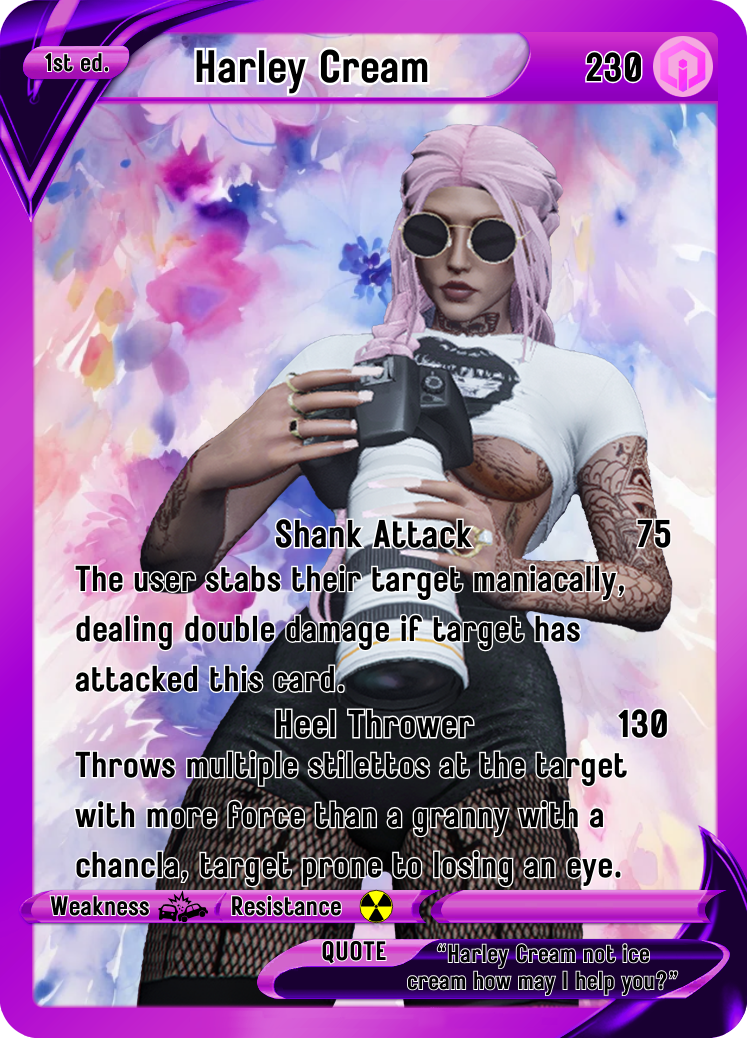 1st ed.
Harley Cream
230
Shank Attack 75
The user stabs their target maniacally,
dealing double damage if target has
attacked this card.
Heel Thrower 130
Throws multiple stilettos at the target
with more force than a granny with a
chancla, target prone to losing an eye.
Weakness
Resistance
QUOTE
“Harley Cream not ice
cream how may I help you?”